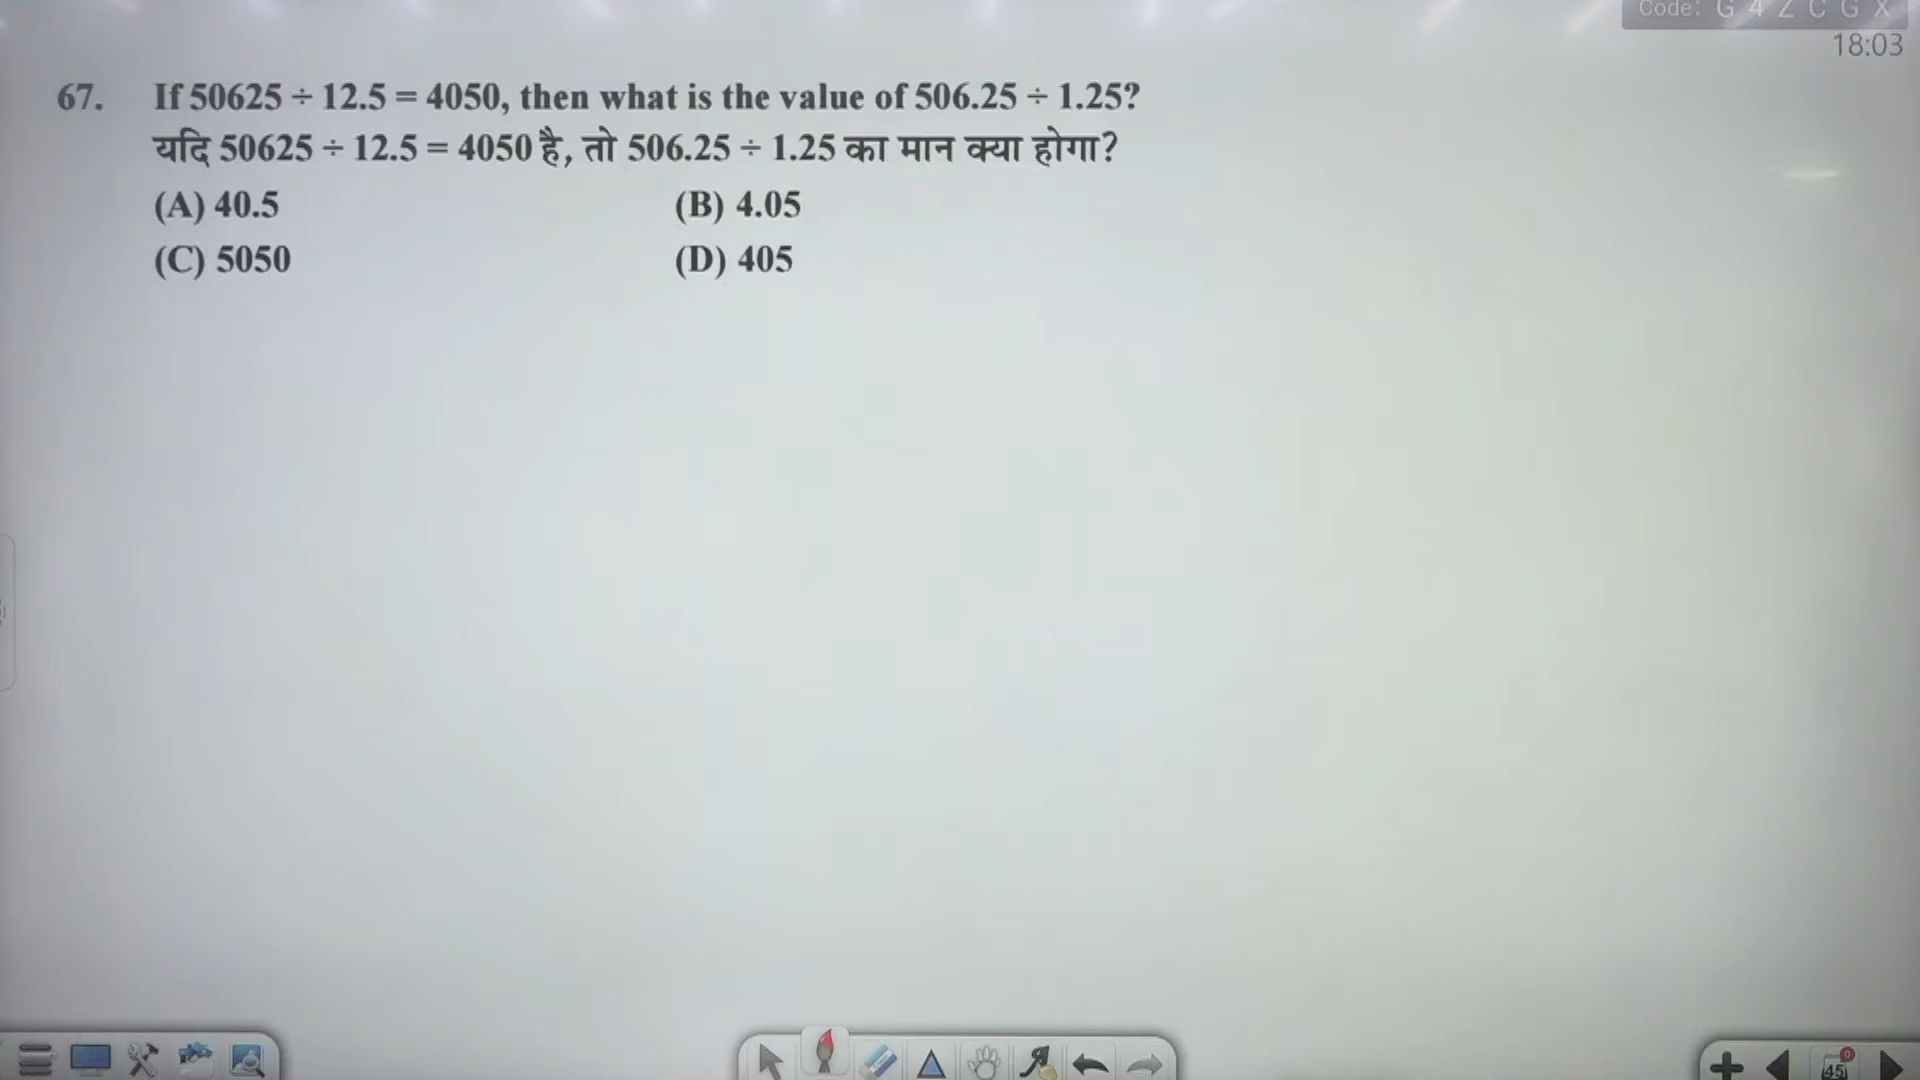 Code: G 4 Z C G X
18:03
67. If 50625 ÷ 12.5 = 4050, then what is the value of 506.25 ÷ 1.25?
यदि 50625 ÷ 12.5 = 4050 है, तो 506.25 ÷ 1.25 का मान क्या होगा?
(A) 40.5 (B) 4.05
(C) 5050 (D) 405
45
0